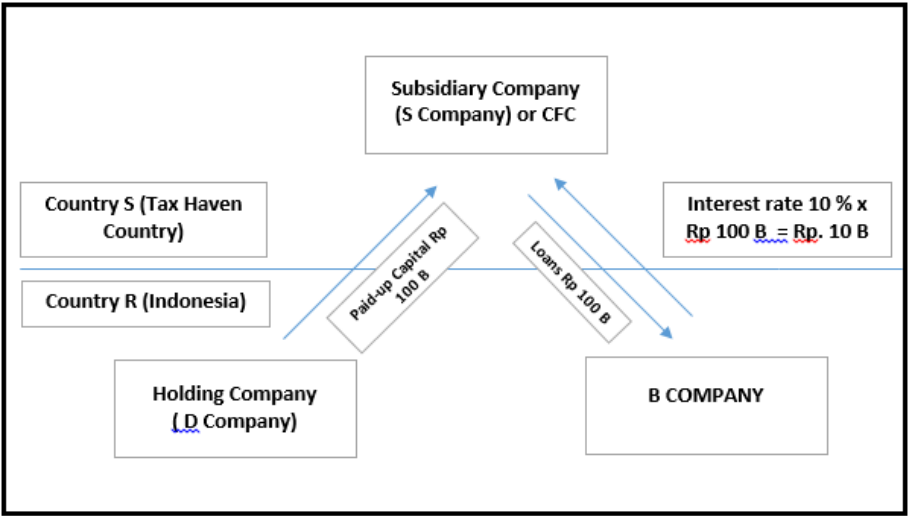 Subsidiary Company
(S Company) or CFC
Country S (Tax Haven
Country)
Interest rate 10 % x
Rp 100 B = Rp. 10 B
Paid-up Capital Rp
100 B
Loans Rp 100 B
Country R (Indonesia)
Holding Company
( D Company)
B COMPANY